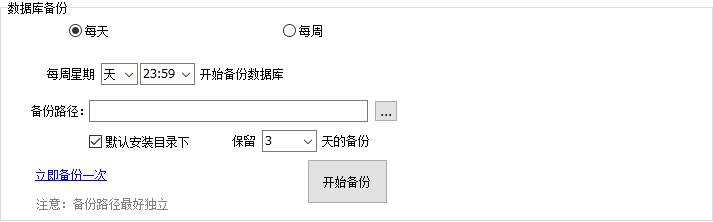 数据库备份
每天 每周
每周星期 天 23:59 开始备份数据库
备份路径: ...
默认安装目录下 保留 3 天的备份
立即备份一次 开始备份
注意：备份路径最好独立